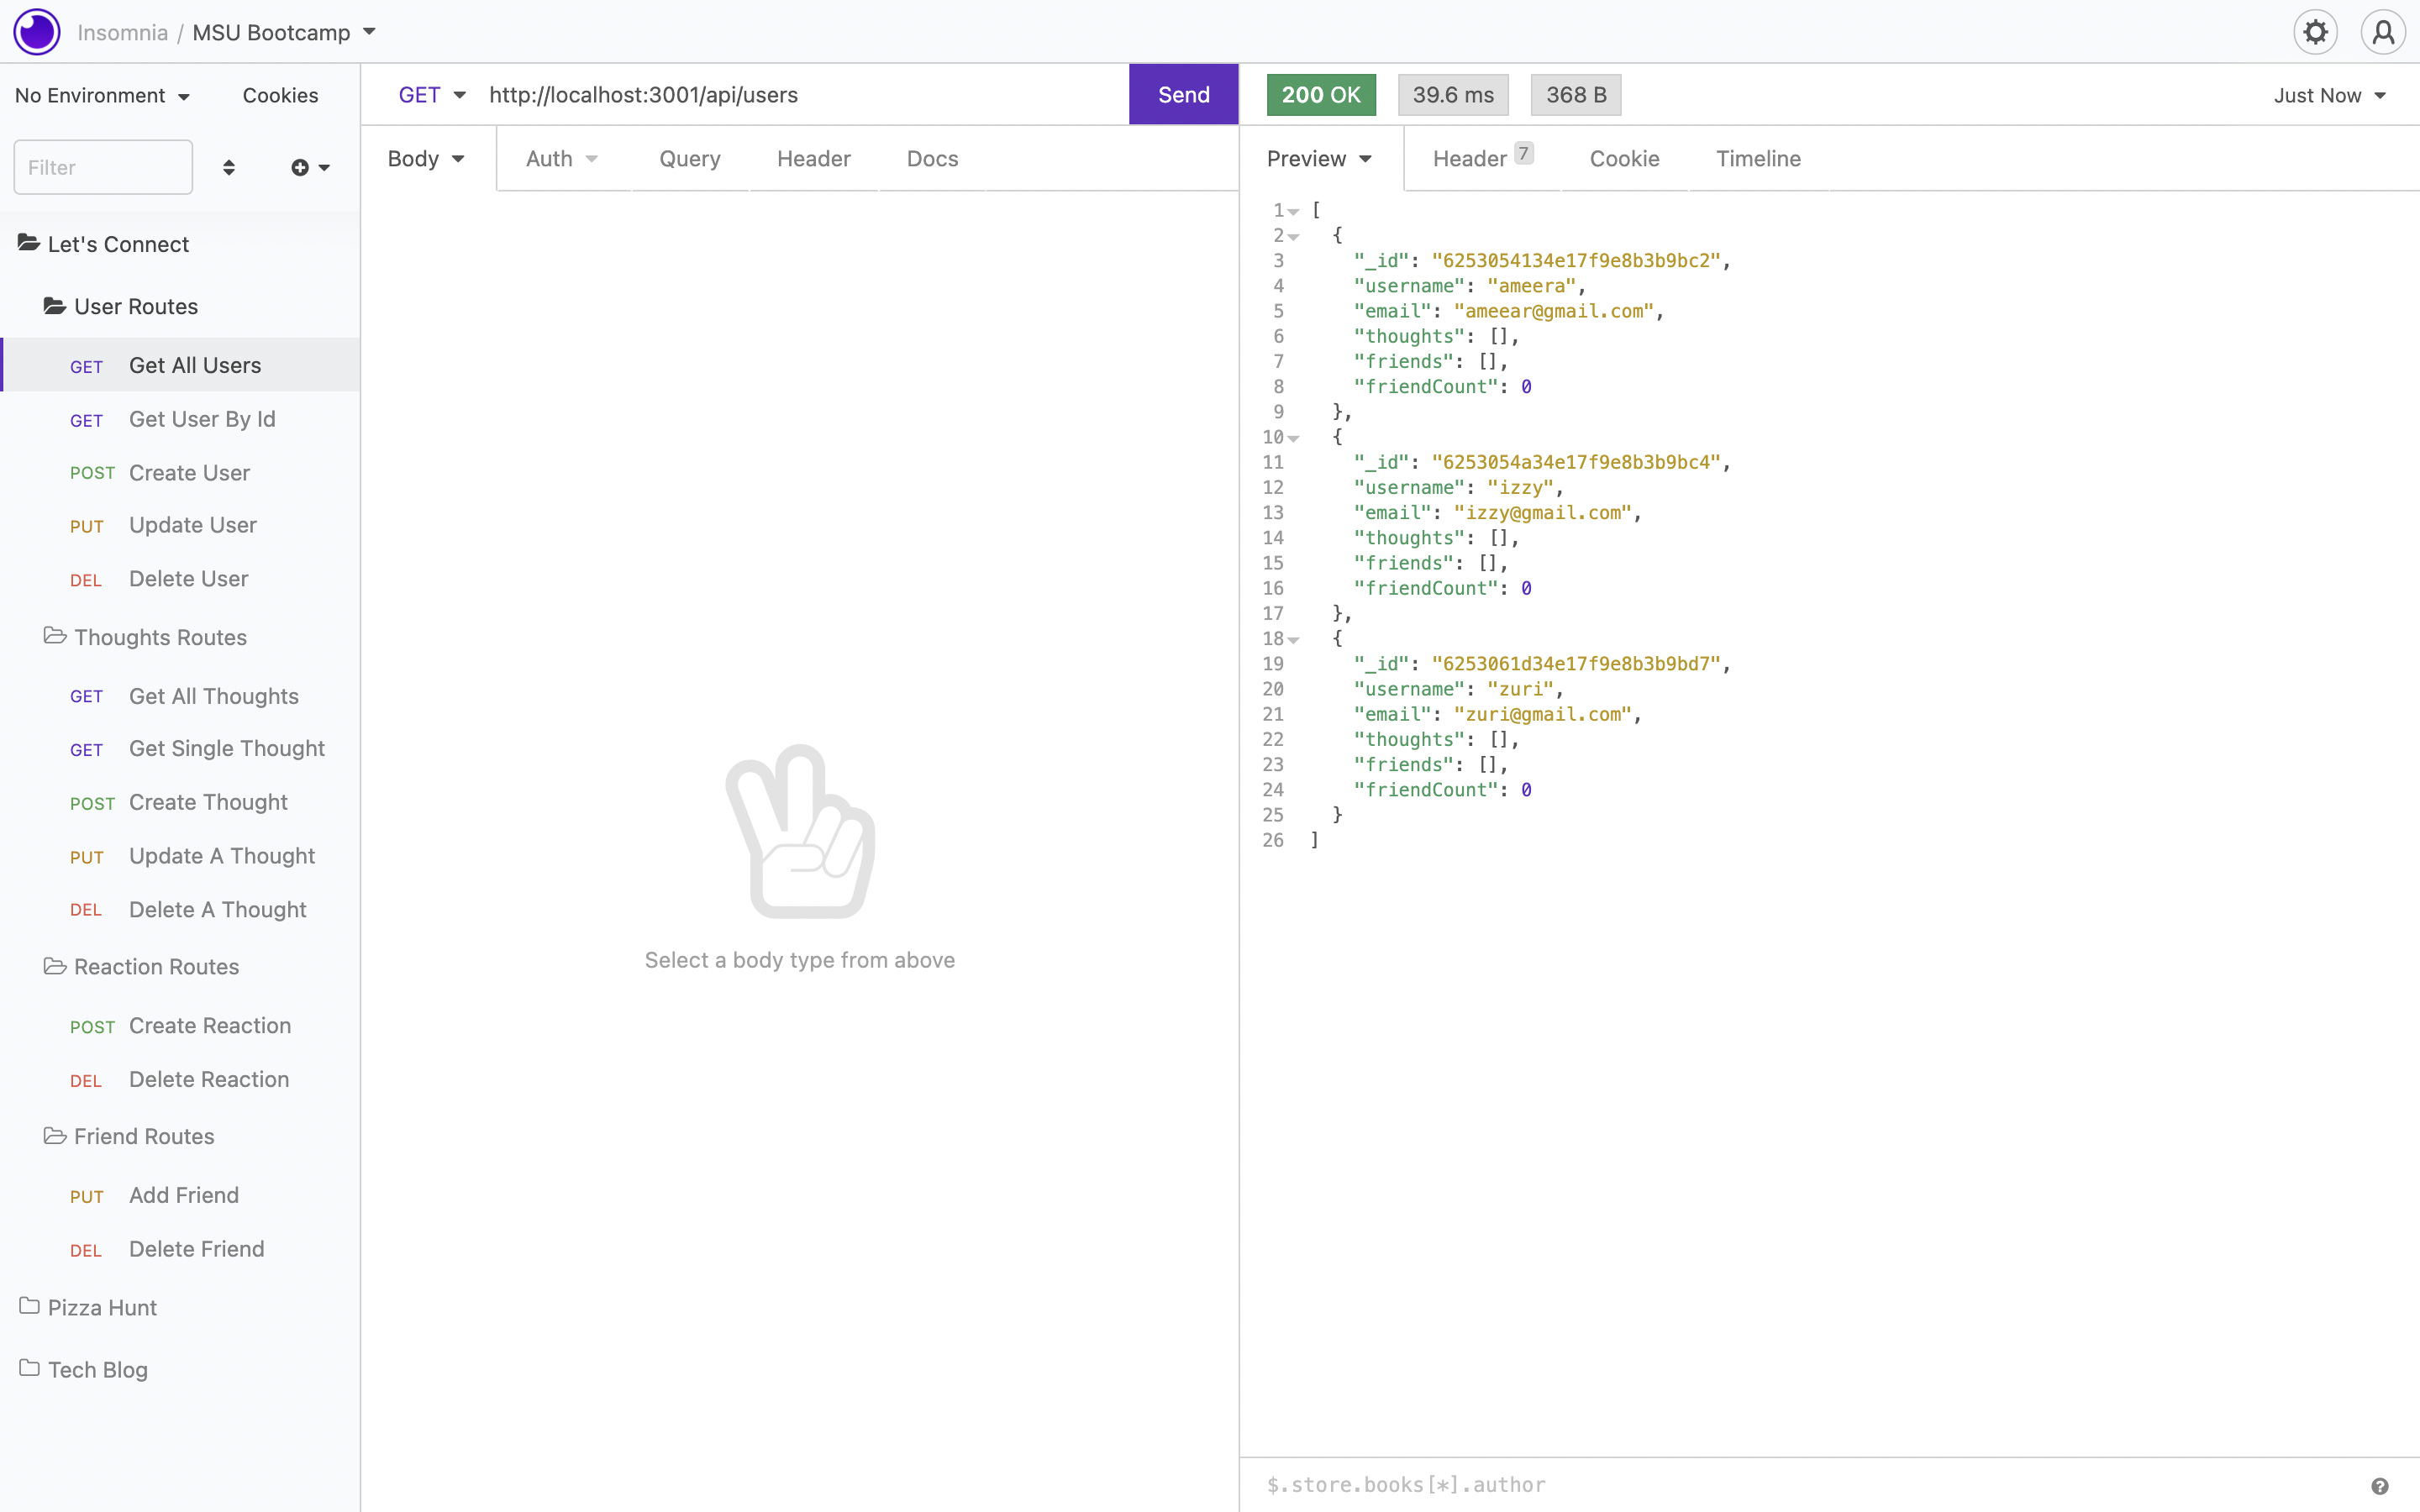 Insomnia / MSU Bootcamp
No Environment
Cookies
Filter
Let's Connect
User Routes
GET Get All Users
GET Get User By Id
POST Create User
PUT Update User
DEL Delete User
Thoughts Routes
GET Get All Thoughts
GET Get Single Thought
POST Create Thought
PUT Update A Thought
DEL Delete A Thought
Reaction Routes
POST Create Reaction
DEL Delete Reaction
Friend Routes
PUT Add Friend
DEL Delete Friend
Pizza Hunt
Tech Blog
GET http://localhost:3001/api/users Send
Body Auth Query Header Docs
Select a body type from above
200 OK 39.6 ms 368 B Just Now
Preview Header 7 Cookie Timeline
1 [
2 {
3 "_id": "6253054134e17f9e8b3b9bc2",
4 "username": "ameera",
5 "email": "ameear@gmail.com",
6 "thoughts": [],
7 "friends": [],
8 "friendCount": 0
9 },
10 {
11 "_id": "6253054a34e17f9e8b3b9bc4",
12 "username": "izzy",
13 "email": "izzy@gmail.com",
14 "thoughts": [],
15 "friends": [],
16 "friendCount": 0
17 },
18 {
19 "_id": "6253061d34e17f9e8b3b9bd7",
20 "username": "zuri",
21 "email": "zuri@gmail.com",
22 "thoughts": [],
23 "friends": [],
24 "friendCount": 0
25 }
26 ]
$.store.books[*].author